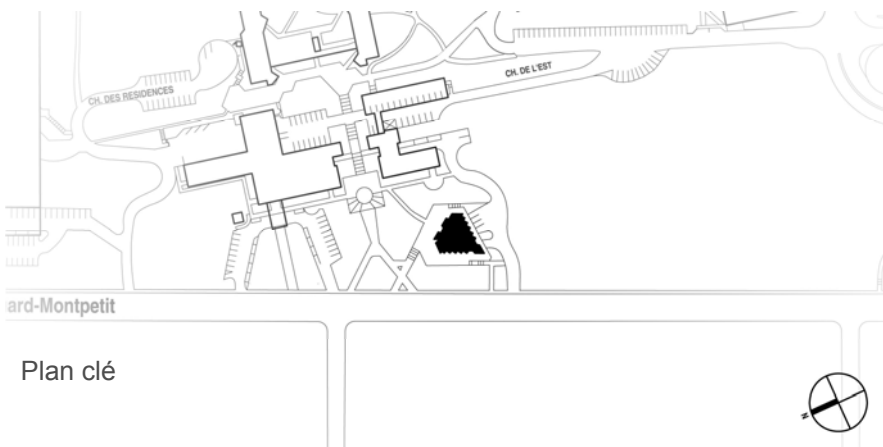 CH. DES RESIDENCES
CH. DE L'EST
ard-Montpetit
Plan clé
N